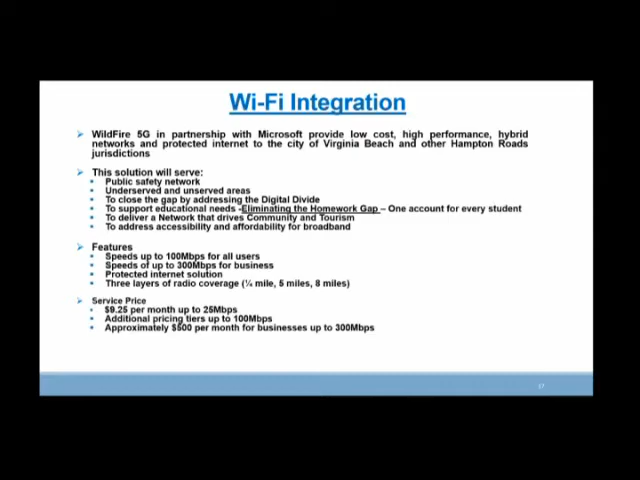 Wi-Fi Integration
WildFire 5G in partnership with Microsoft provide low cost, high performance, hybrid
networks and protected internet to the city of Virginia Beach and other Hampton Roads
jurisdictions
This solution will serve:
Public safety network
Underserved and unserved areas
To close the gap by addressing the Digital Divide
To support educational needs -Eliminating the Homework Gap – One account for every student
To deliver a Network that drives Community and Tourism
To address accessibility and affordability for broadband
Features
Speeds up to 100Mbps for all users
Speeds of up to 300Mbps for business
Protected internet solution
Three layers of radio coverage (¼ mile, 5 miles, 8 miles)
Service Price
$9.25 per month up to 25Mbps
Additional pricing tiers up to 100Mbps
Approximately $500 per month for businesses up to 300Mbps